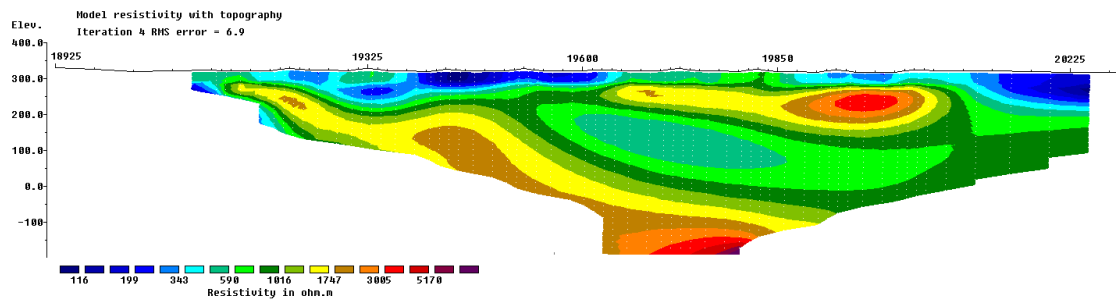 Model resistivity with topography
Elev.
Iteration 4 RMS error = 6.9
400.0
18925
19325
19600
19850
20225
300.0
200.0
100.0
0.0
-100
116 199 343 590 1016 1747 3005 5170
Resistivity in ohm.m